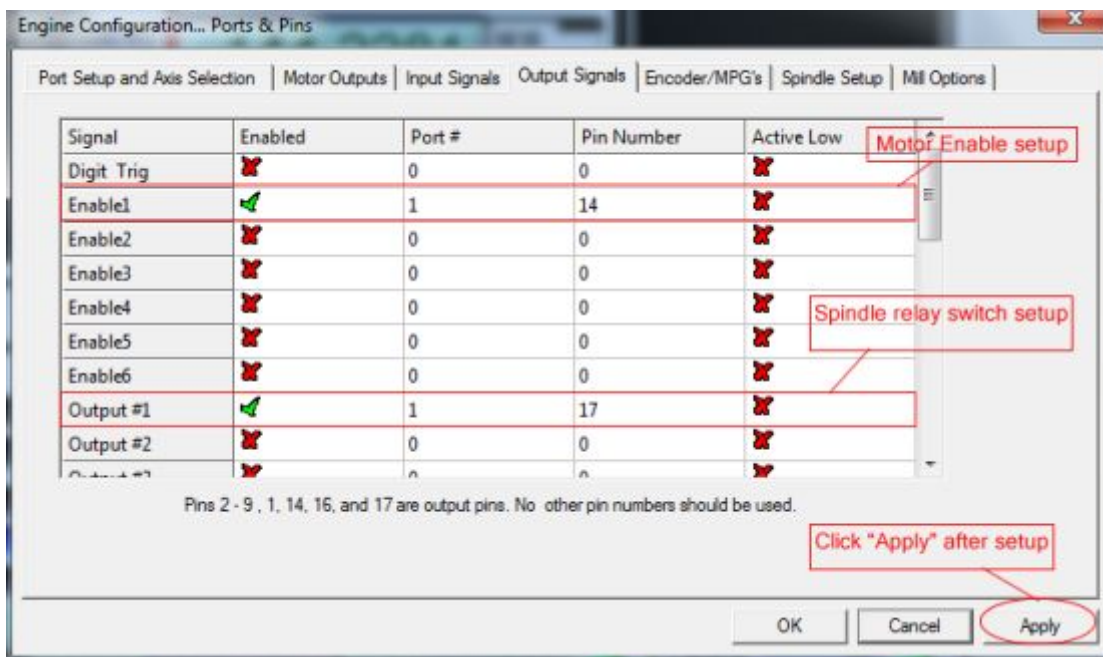 Engine Configuration... Ports & Pins
Port Setup and Axis Selection Motor Outputs Input Signals Output Signals Encoder/MPG's Spindle Setup Mill Options
Signal Enabled Port # Pin Number Active Low
Motor Enable setup
Digit Trig 0 0
Enable1 1 14
Enable2 0 0
Enable3 0 0
Enable4 0 0
Spindle relay switch setup
Enable5 0 0
Enable6 0 0
Output #1 1 17
Output #2 0 0
Pins 2 - 9 , 1, 14, 16, and 17 are output pins. No other pin numbers should be used.
Click "Apply" after setup
OK Cancel Apply